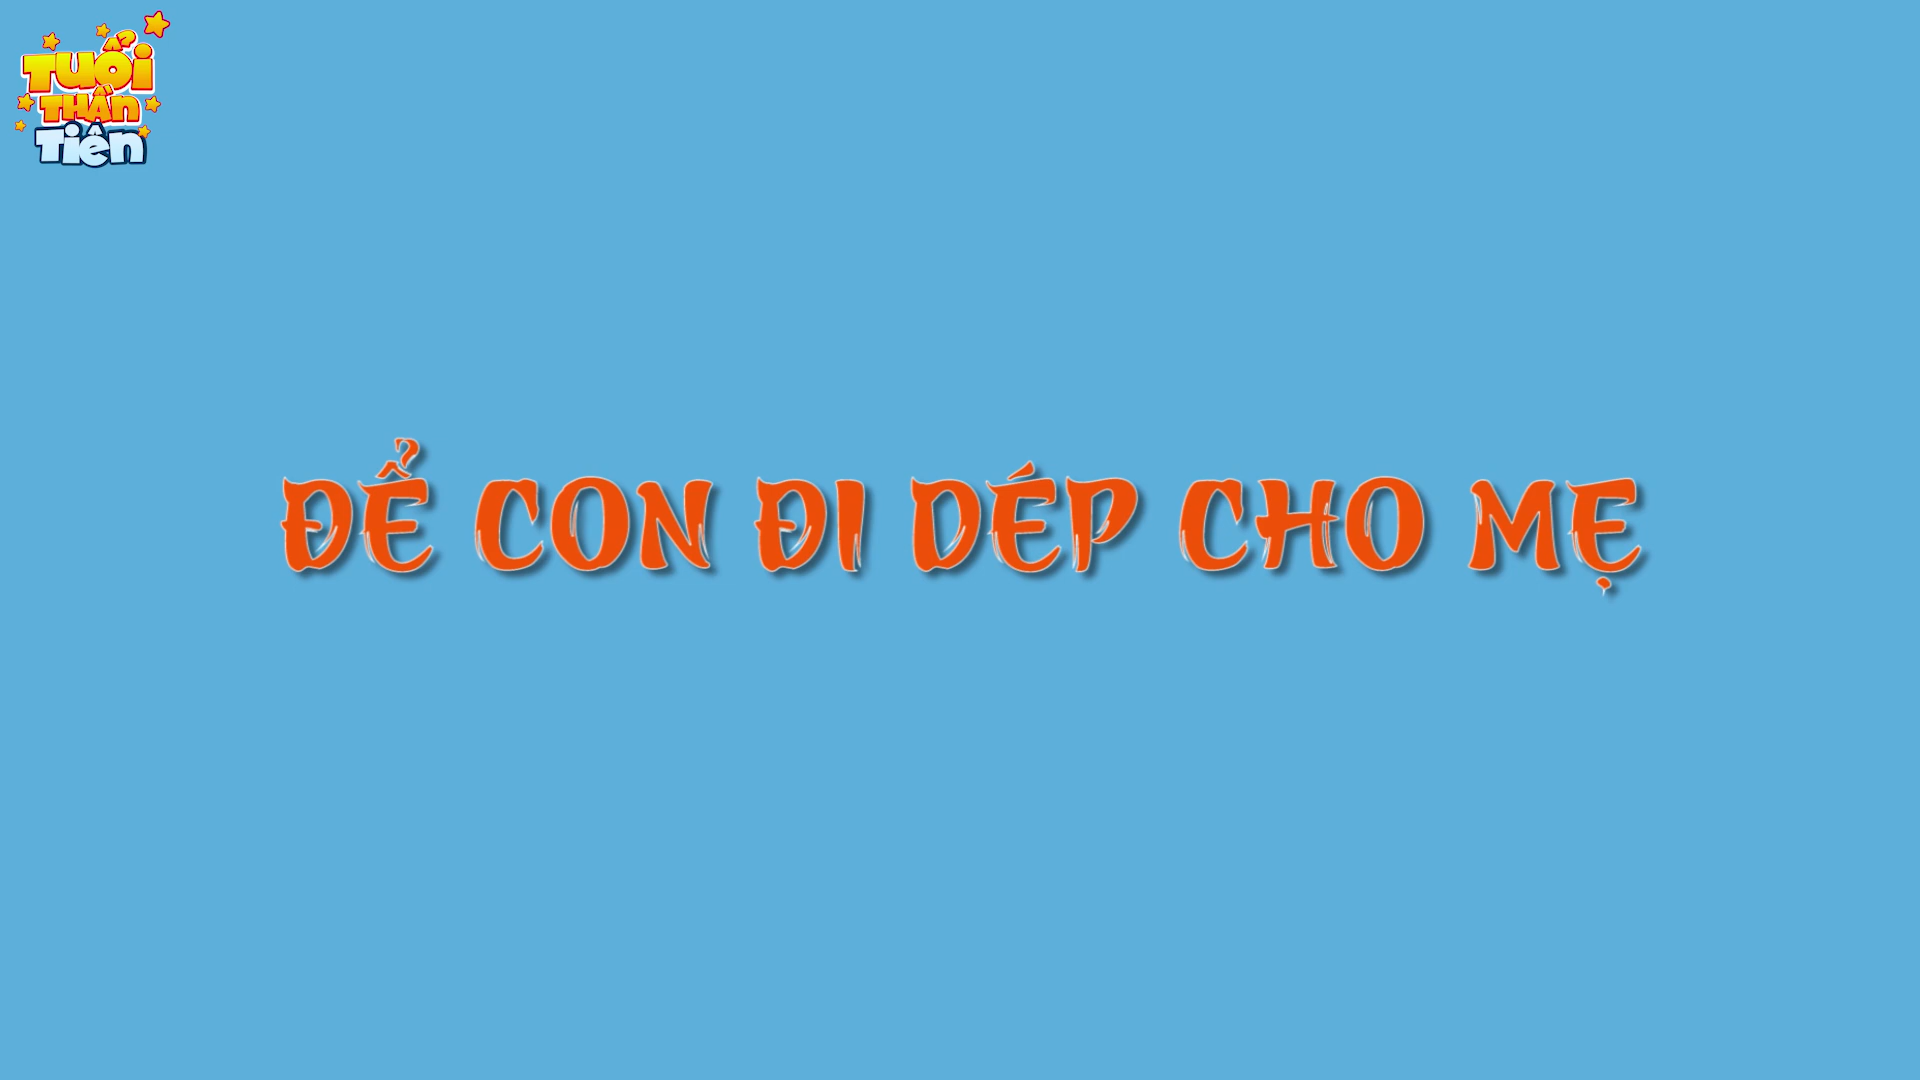 TUỔI
THẦN
TIÊN
ĐỂ CON ĐI DÉP CHO MẸ